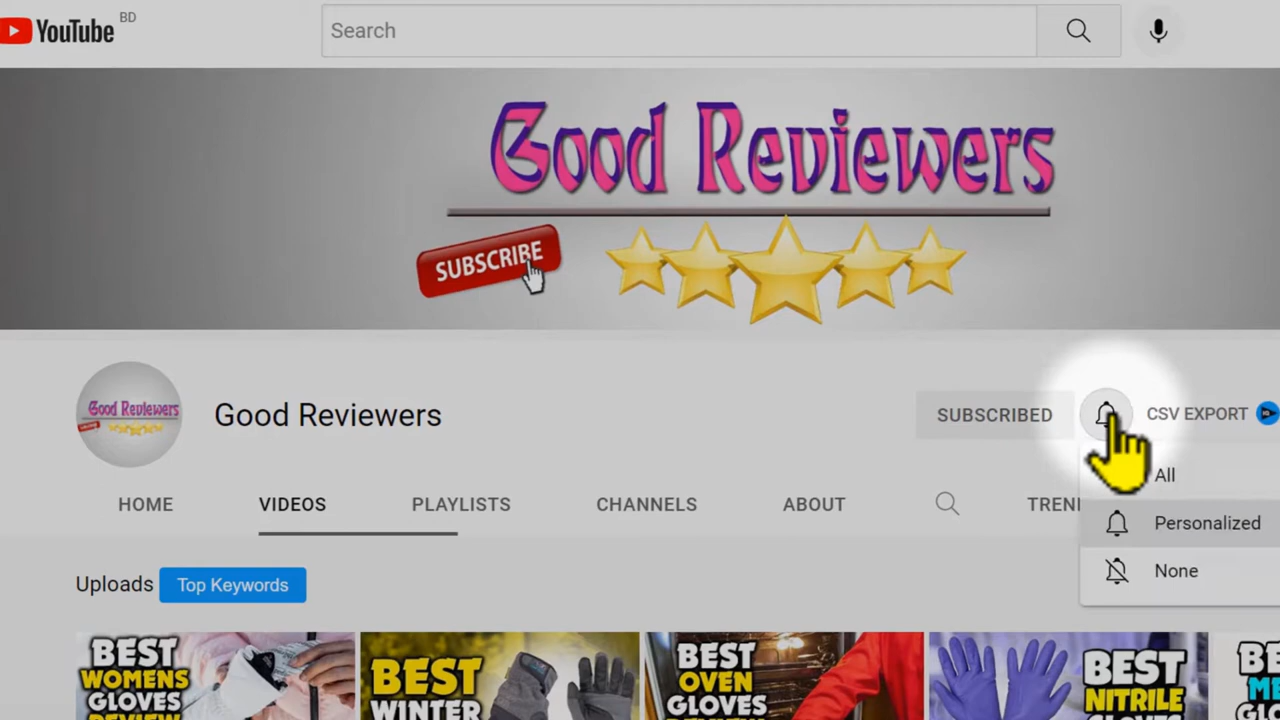 YouTube BD
Search
Good Reviewers
SUBSCRIBE
Good Reviewers
Good Reviewers
SUBSCRIBED
CSV EXPORT
All
HOME
VIDEOS
PLAYLISTS
CHANNELS
ABOUT
Personalized
None
Uploads
Top Keywords
BEST
WOMENS
GLOVES
REVIEW
BEST
WINTER
BEST
OVEN
GLOVES
BEST
NITRILE